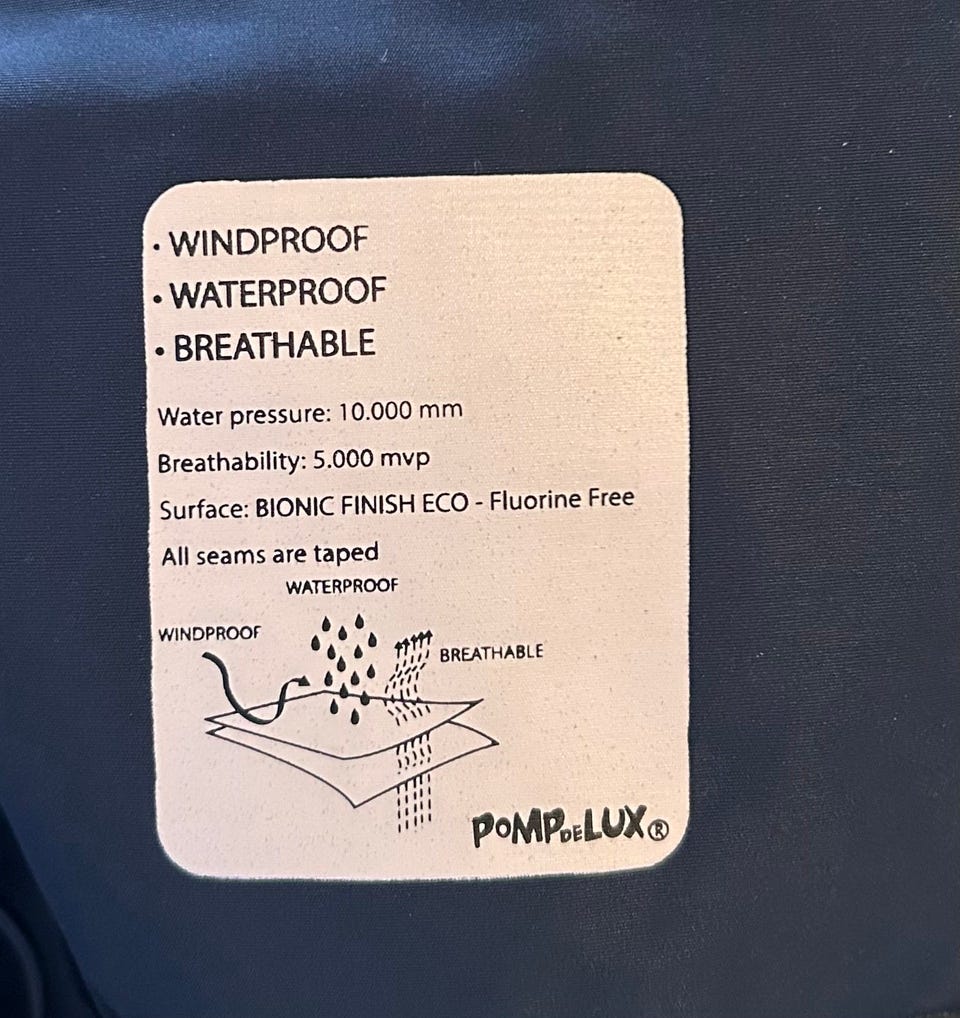 • WINDPROOF
• WATERPROOF
• BREATHABLE
Water pressure: 10.000 mm
Breathability: 5.000 mvp
Surface: BIONIC FINISH ECO - Fluorine Free
All seams are taped
WATERPROOF
WINDPROOF
BREATHABLE
POMPDELUX®